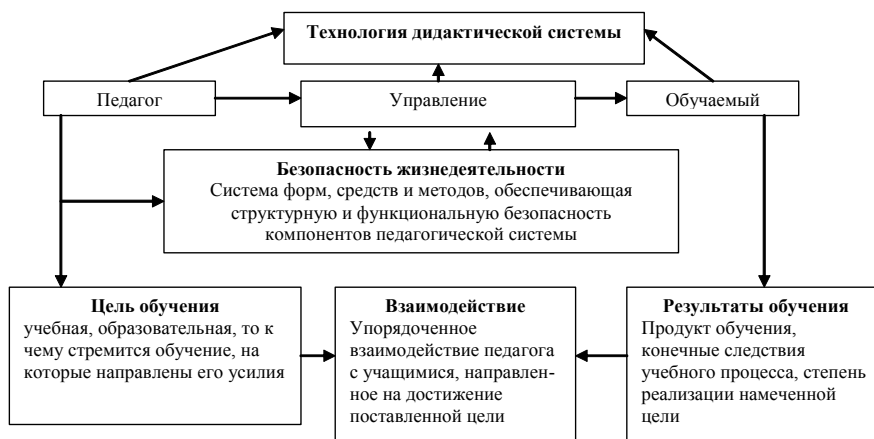 Технология дидактической системы
Педагог
Управление
Обучаемый
Безопасность жизнедеятельности
Система форм, средств и методов, обеспечивающая
структурную и функциональную безопасность
компонентов педагогической системы
Цель обучения
учебная, образовательная, то к
чему стремится обучение, на
которые направлены его усилия
Взаимодействие
Упорядоченное
взаимодействие педагога
с учащимися, направлен-
ное на достижение
поставленной цели
Результаты обучения
Продукт обучения,
конечные следствия
учебного процесса, степень
реализации намеченной
цели